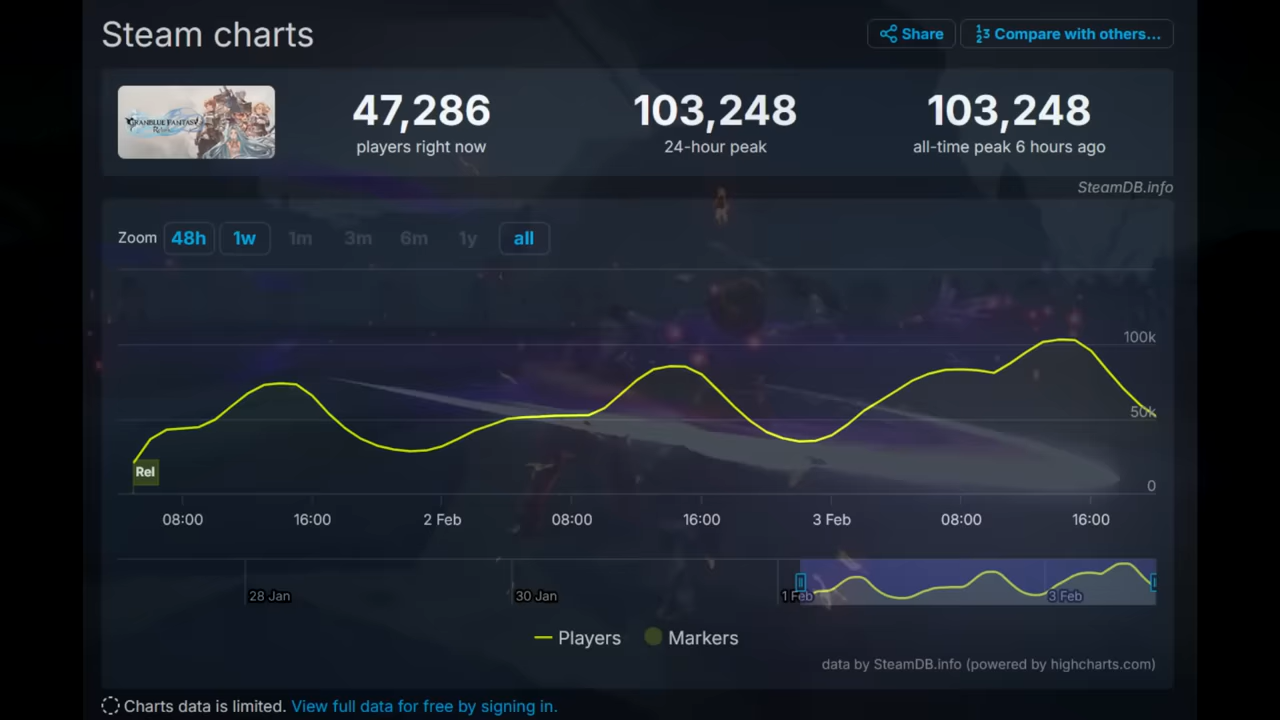 Steam charts
Share
Compare with others...
GRANBLUE FANTASY
Relink
47,286
players right now
103,248
24-hour peak
103,248
all-time peak 6 hours ago
SteamDB.info
Zoom 48h 1w 1m 3m 6m 1y all
100k
50k
0
Rel
08:00 16:00 2 Feb 08:00 16:00 3 Feb 08:00 16:00
28 Jan 30 Jan 1 Feb 3 Feb
Players Markers
data by SteamDB.info (powered by highcharts.com)
Charts data is limited. View full data for free by signing in.